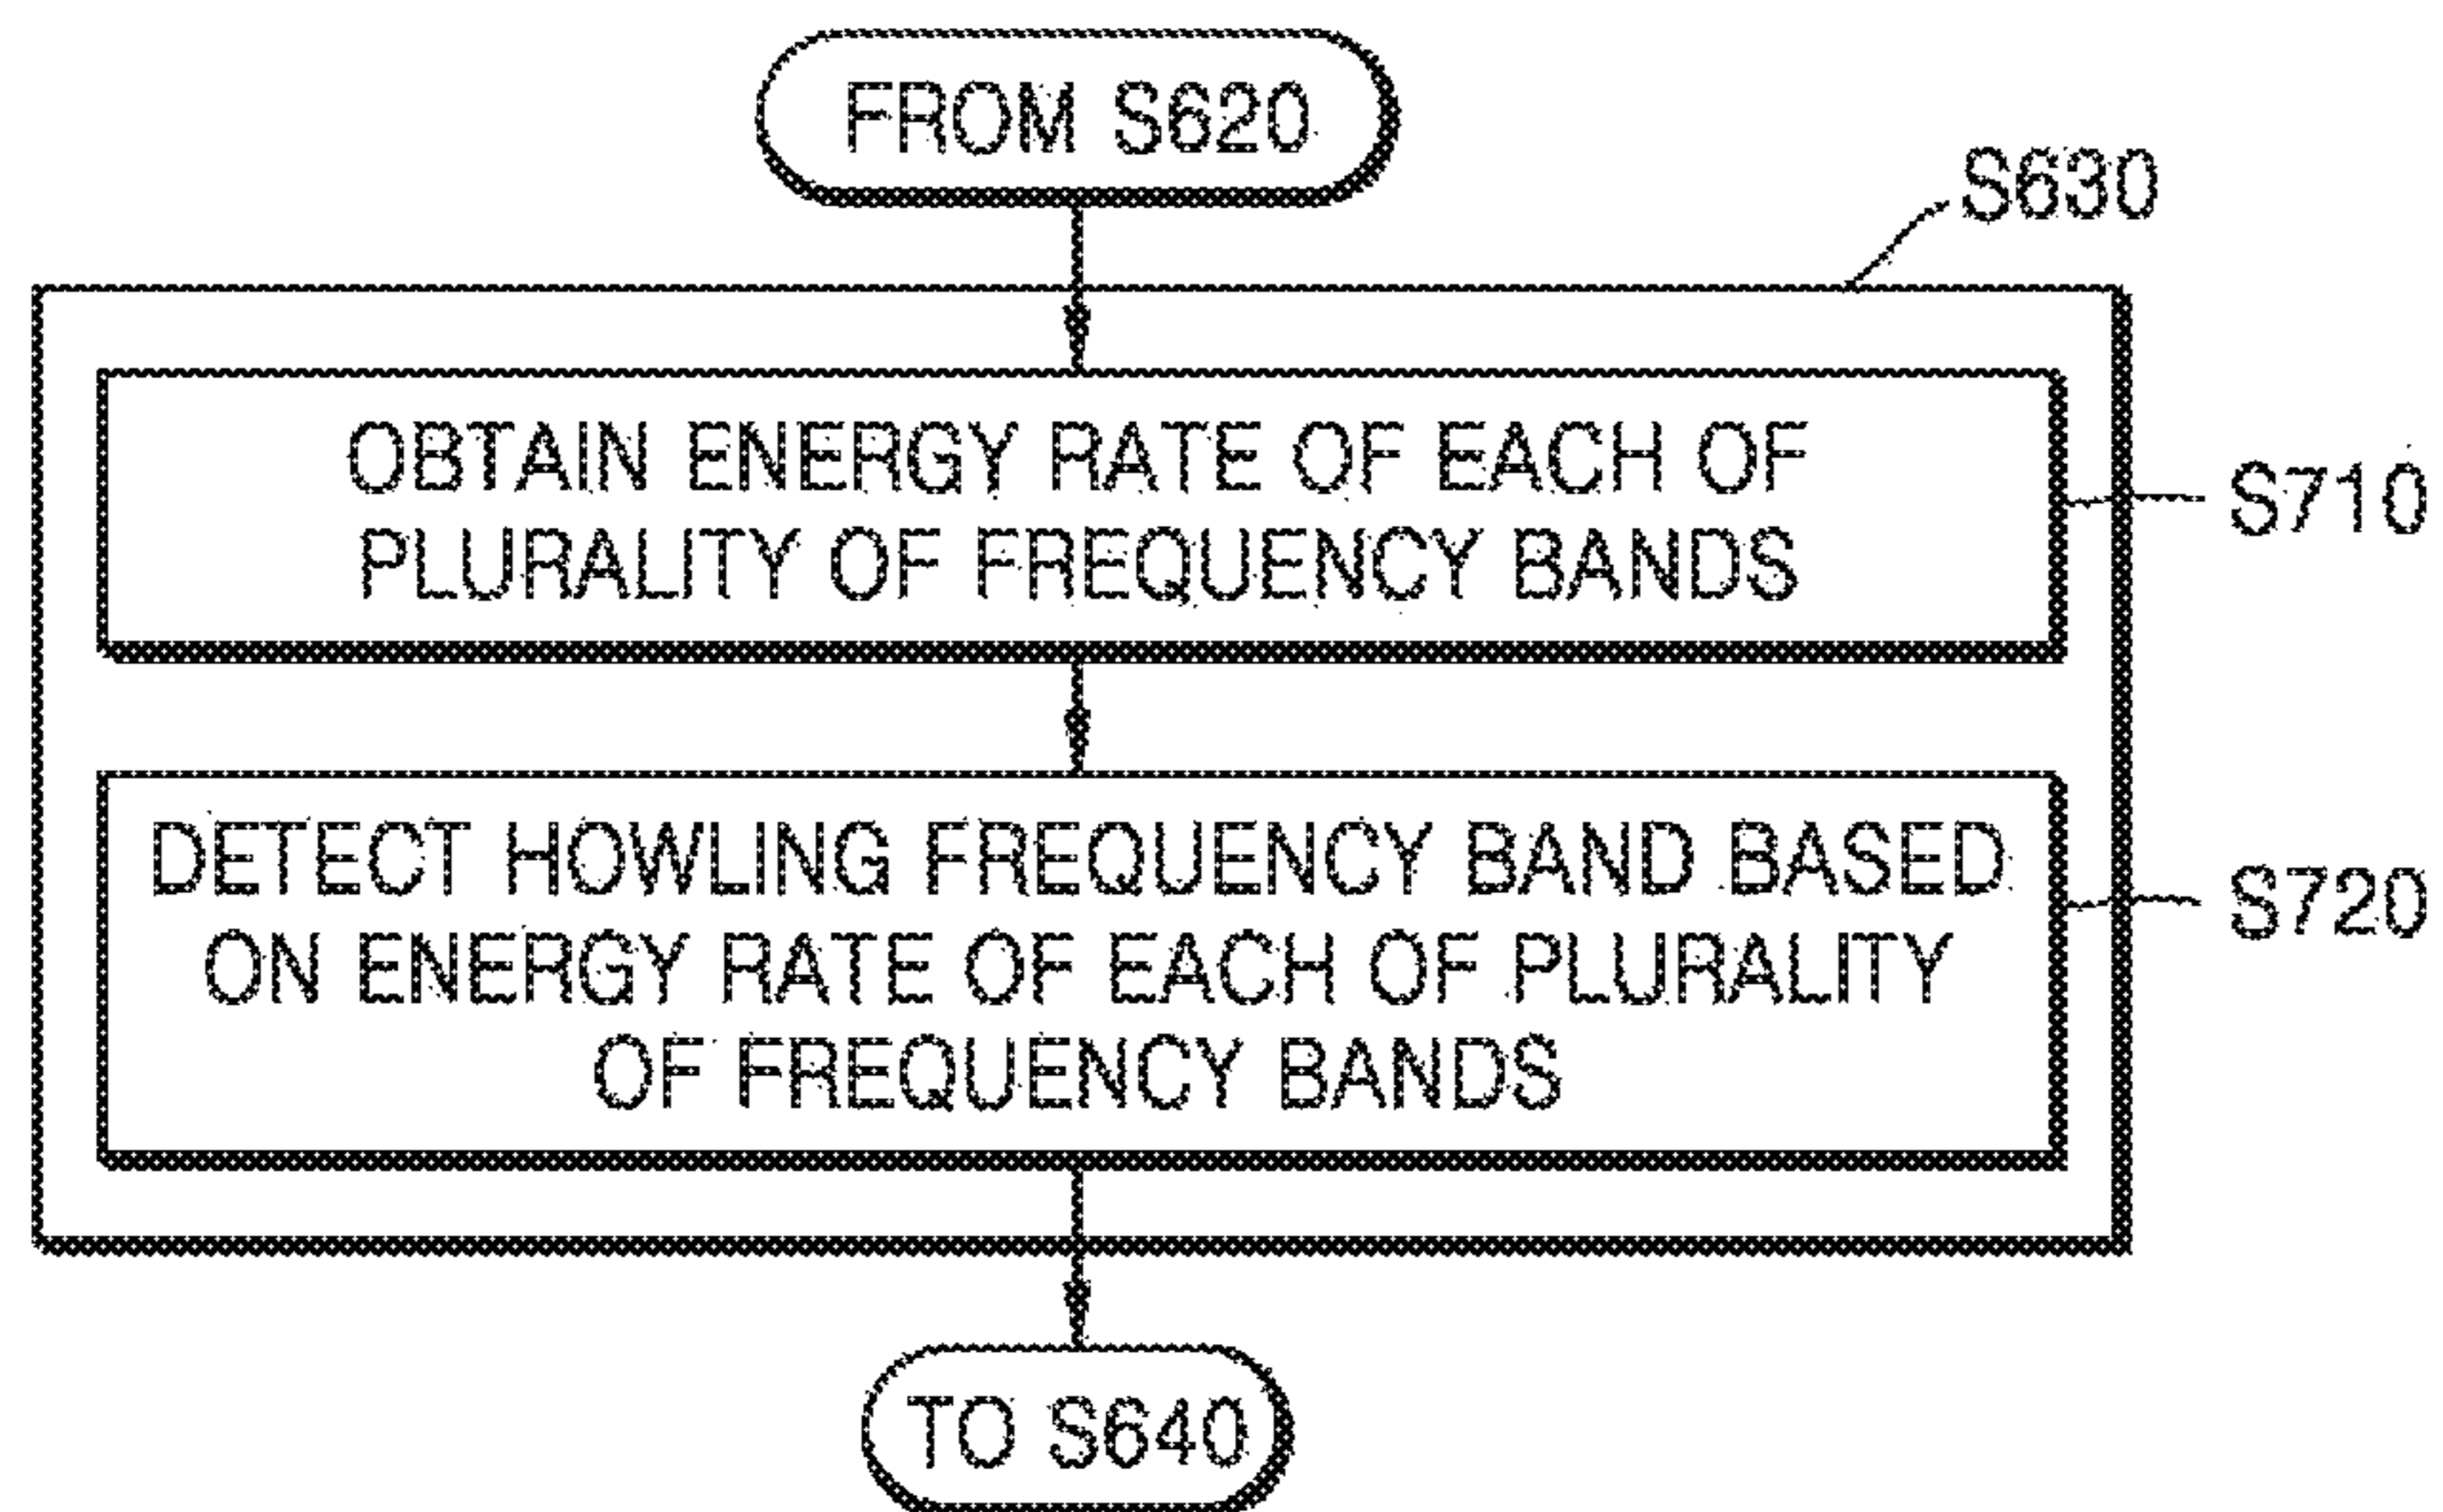 FROM S620
S630
OBTAIN ENERGY RATE OF EACH OF
PLURALITY OF FREQUENCY BANDS
S710
DETECT HOWLING FREQUENCY BAND BASED
ON ENERGY RATE OF EACH OF PLURALITY
OF FREQUENCY BANDS
S720
TO S640